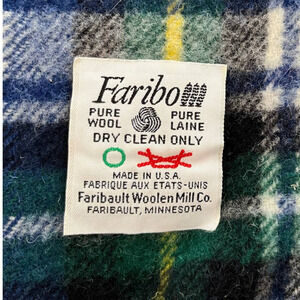 Faribo
PURE WOOL PURE LAINE
DRY CLEAN ONLY
MADE IN U.S.A.
FABRIQUE AUX ETATS-UNIS
Faribault Woolen Mill Co.
FARIBAULT, MINNESOTA